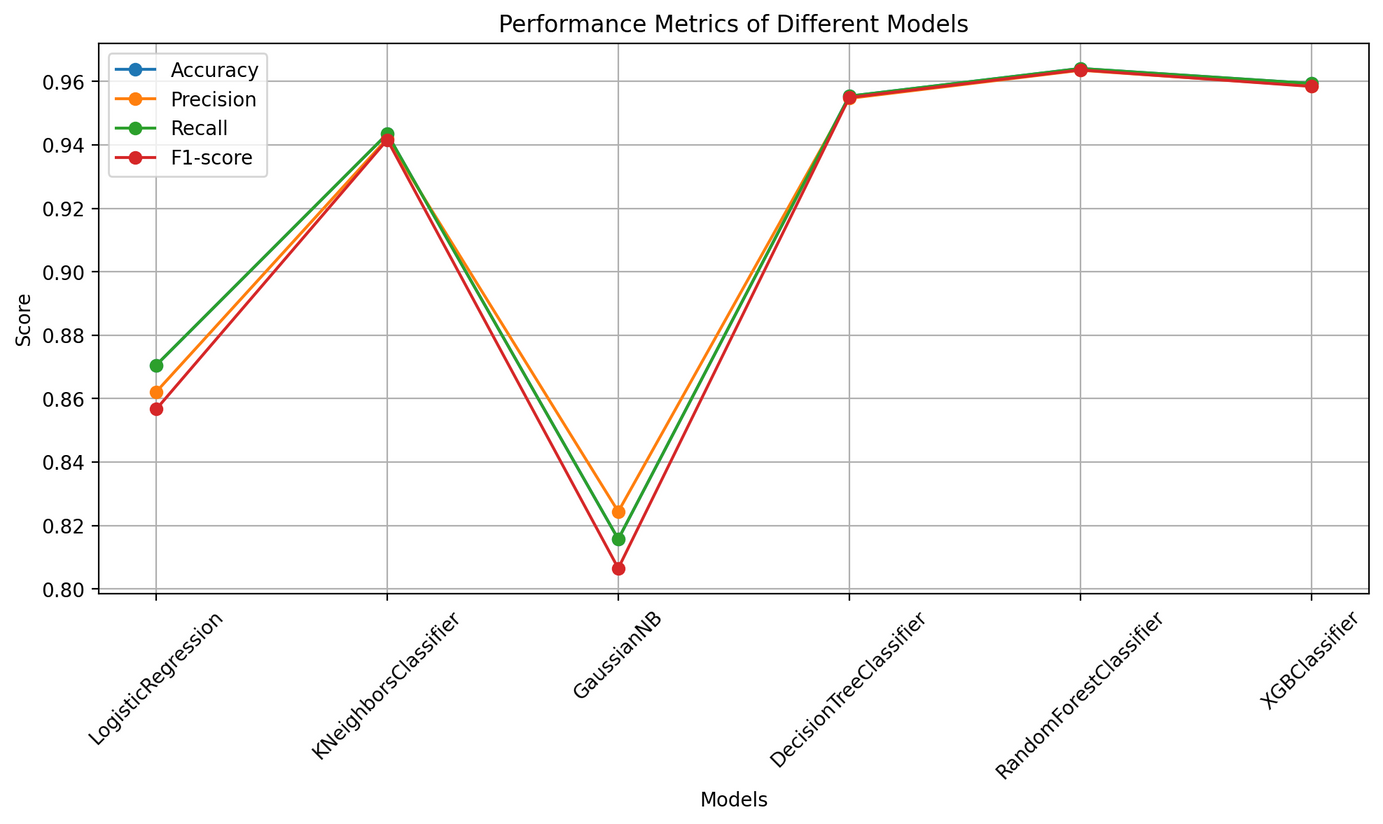 Performance Metrics of Different Models
Accuracy
Precision
Recall
F1-score
0.96
0.94
0.92
0.90
0.88
0.86
0.84
0.82
0.80
Score
LogisticRegression
KNeighborsClassifier
GaussianNB
DecisionTreeClassifier
RandomForestClassifier
XGBClassifier
Models